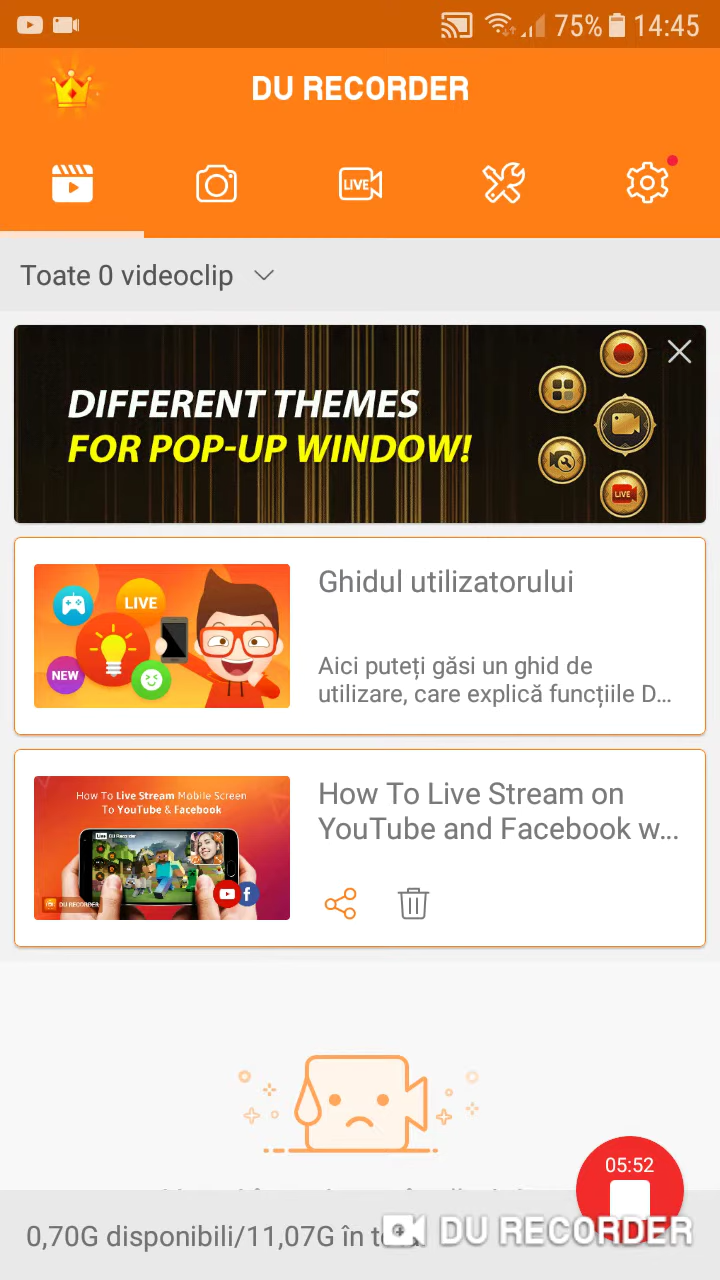 75% 14:45
DU RECORDER
LIVE
Toate 0 videoclip
DIFFERENT THEMES
FOR POP-UP WINDOW!
LIVE
LIVE
NEW
Ghidul utilizatorului
Aici puteți găsi un ghid de
utilizare, care explică funcțiile D...
How To Live Stream Mobile Screen
To YouTube & Facebook
Live DU Recorder
DU RECORDER
How To Live Stream on
YouTube and Facebook w...
05:52
0,70G disponibili/11,07G în
DU RECORDER